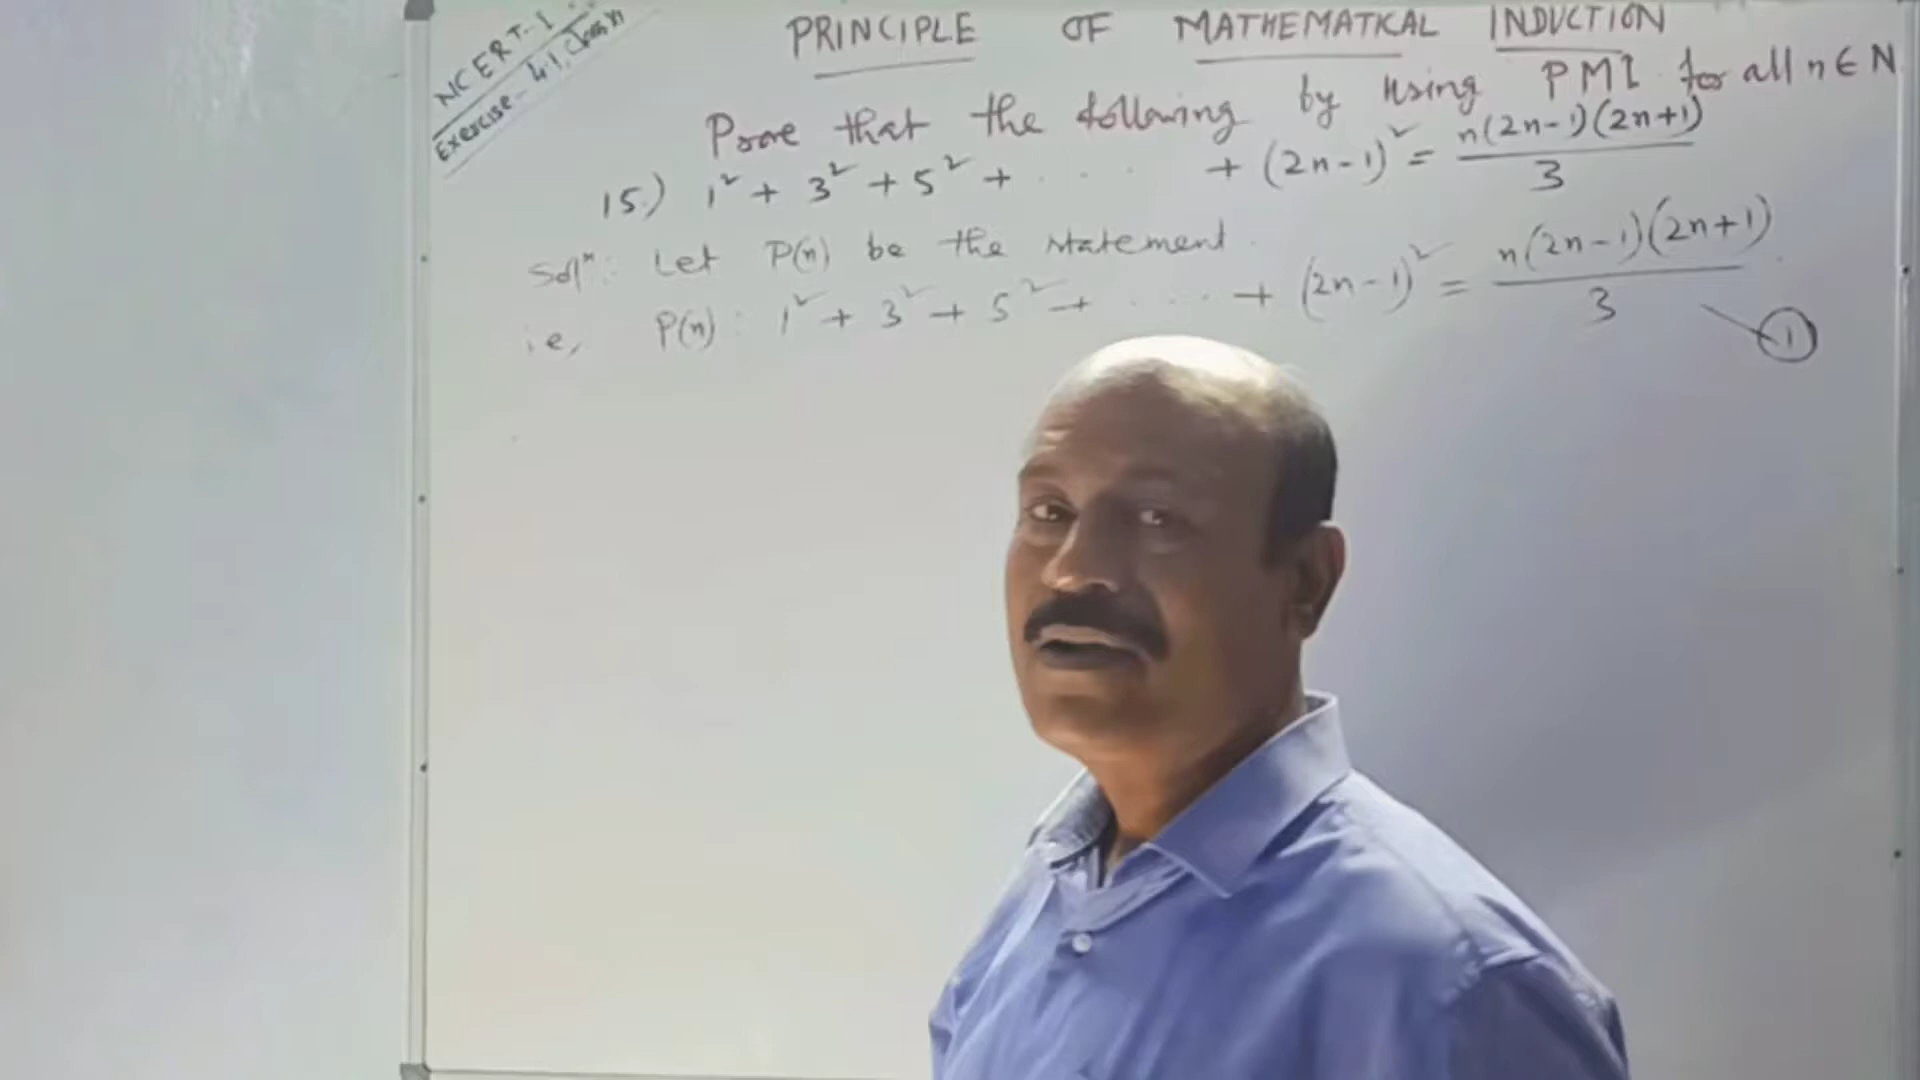 NCERT-1
Exercise-4.1, Class XI
PRINCIPLE OF MATHEMATICAL INDUCTION
Prove that the following by using PMI for all n ∈ N
15.) 1² + 3² + 5² + ..... + (2n-1)² = n(2n-1)(2n+1)/3
Solⁿ: Let P(n) be the statement.
ie, P(n): 1² + 3² + 5² + ..... + (2n-1)² = n(2n-1)(2n+1)/3 ①